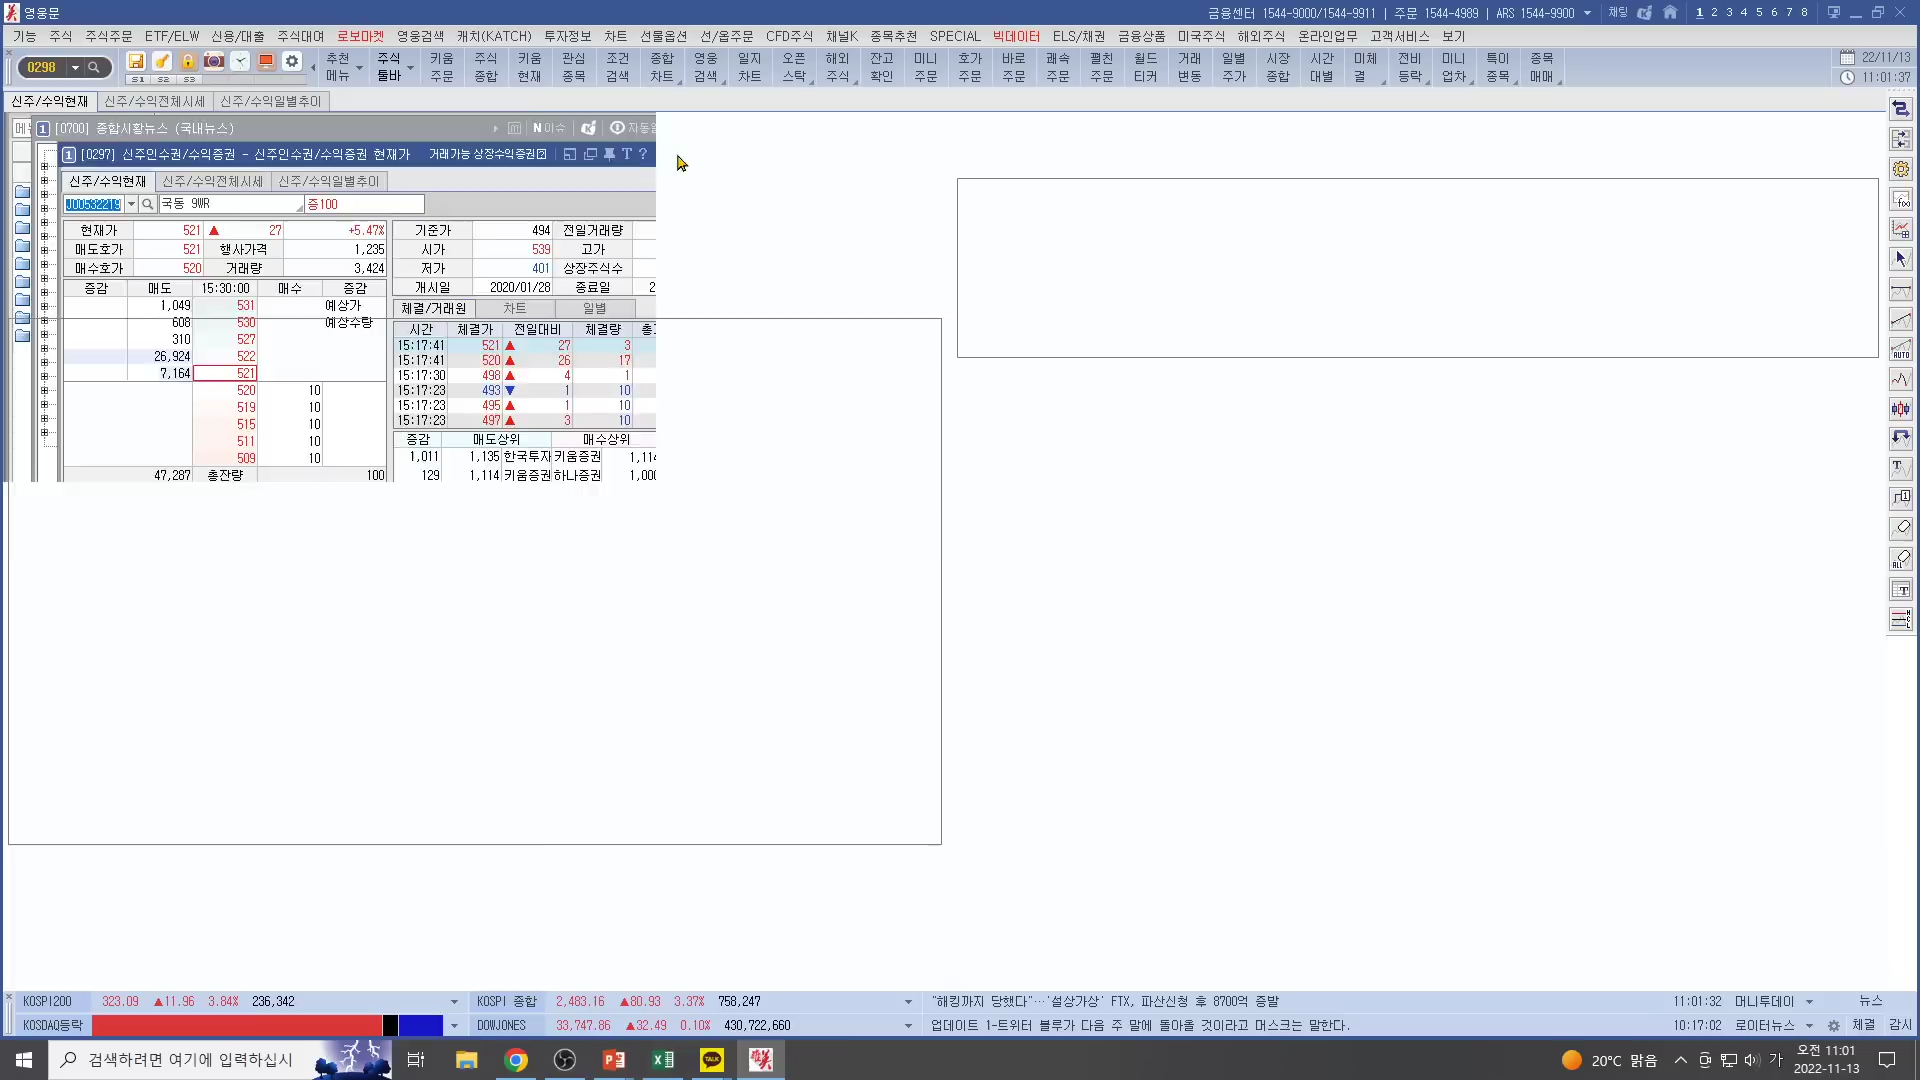 영웅문
금융센터 1544-9000/1544-9911 | 주문 1544-4989 | ARS 1544-9900 채팅 1 2 3 4 5 6 7 8
기능 주식 주식주문 ETF/ELW 신용/대출 주식대여 로보마켓 영웅검색 캐치(KATCH) 투자정보 차트 선물옵션 선/옵주문 CFD주식 채널K 종목추천 SPECIAL 빅데이터 ELS/채권 금융상품 미국주식 해외주식 온라인업무 고객서비스 보기
0298
S1 S2 S3
추천 주식 키움 주식 키움 관심 조건 종합 영웅 일지 오픈 해외 잔고 미니 호가 바로 쾌속 펼친 월드 거래 일별 시장 시간 미체 전비 미니 특이 종목
메뉴 툴바 주문 종합 현재 종목 검색 차트 검색 차트 스탁 주식 확인 주문 주문 주문 주문 주문 티커 변동 주가 종합 대별 결 등락 업차 종목 매매
22/11/13
11:01:37
신주/수익현재 신주/수익전체시세 신주/수익일별추이
1 [0700] 종합시황뉴스 (국내뉴스) N이슈
1 [0297] 신주인수권/수익증권 - 신주인수권/수익증권 현재가 거래가능 상장수익증권 T ?
신주/수익현재 신주/수익전체시세 신주/수익일별추이
J00532219 국동 9WR 증100
현재가 521 ▲ 27 +5.47% 기준가 494 전일거래량
매도호가 521 행사가격 1,235 시가 539 고가
매수호가 520 거래량 3,424 저가 401 상장주식수
개시일 2020/01/28 종료일 2
증감 매도 15:30:00 매수 증감
체결/거래원 차트 일별
1,049 531 예상가
608 530 예상수량
310 527
26,924 522
7,164 521
520 10
519 10
515 10
511 10
509 10
47,287 총잔량 100
시간 체결가 전일대비 체결량
15:17:41 521 ▲ 27 3
15:17:41 520 ▲ 26 17
15:17:30 498 ▲ 4 1
15:17:23 493 ▼ 1 10
15:17:23 495 ▲ 1 10
15:17:23 497 ▲ 3 10
증감 매도상위 매수상위
1,011 1,135 한국투자 키움증권
129 1,114 키움증권 하나증권
AUTO
ALL
KOSPI200 323.09 ▲11.96 3.84% 236,342 KOSPI 종합 2,483.16 ▲80.93 3.37% 758,247 "해킹까지 당했다"…'설상가상' FTX, 파산신청 후 8700억 증발 11:01:32 머니투데이 뉴스
KOSDAQ등락 DOWJONES 33,747.86 ▲32.49 0.10% 430,722,660 업데이트 1-트위터 블루가 다음 주 말에 돌아올 것이라고 머스크는 말한다. 10:17:02 로이터뉴스 체결 감시
검색하려면 여기에 입력하십시
TALK
20°C 맑음 가 오전 11:01
2022-11-13